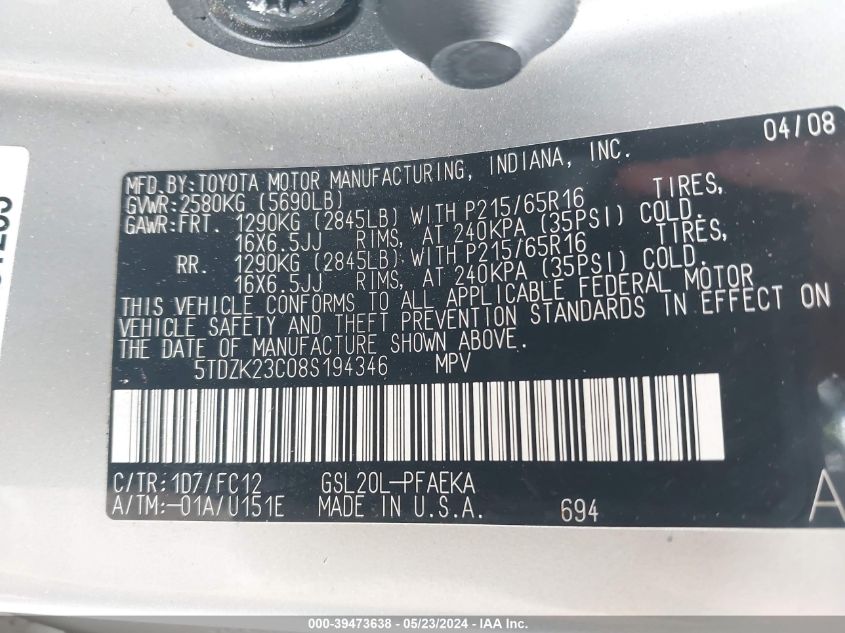 04/08
MFD.BY:TOYOTA MOTOR MANUFACTURING, INDIANA, INC.
GVWR:2580KG (5690LB)
GAWR:FRT. 1290KG (2845LB) WITH P215/65R16 TIRES,
16X6.5JJ RIMS, AT 240KPA (35PSI) COLD.
RR. 1290KG (2845LB) WITH P215/65R16 TIRES,
16X6.5JJ RIMS, AT 240KPA (35PSI) COLD.
THIS VEHICLE CONFORMS TO ALL APPLICABLE FEDERAL MOTOR
VEHICLE SAFETY AND THEFT PREVENTION STANDARDS IN EFFECT ON
THE DATE OF MANUFACTURE SHOWN ABOVE.
5TDZK23C08S194346 MPV
C/TR:1D7/FC12 GSL20L-PFAEKA
A/TM:-01A/U151E MADE IN U.S.A. 694 A
000-39473638 - 05/23/2024 - IAA Inc.